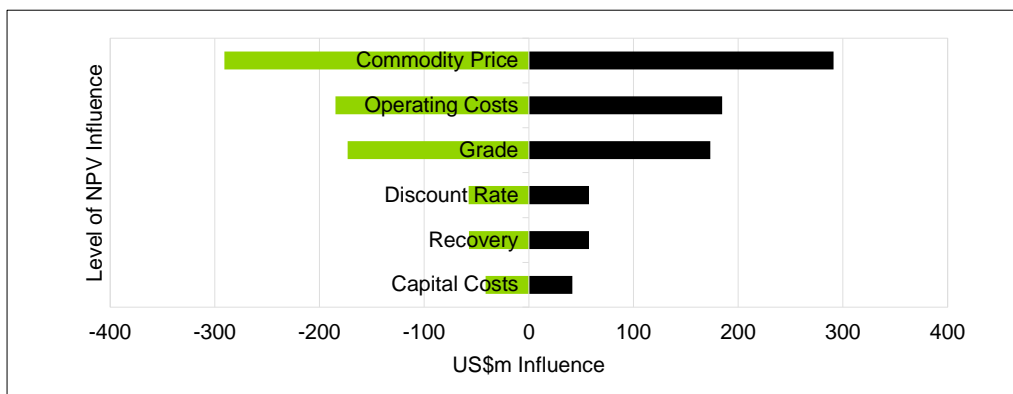 Level of NPV Influence
Commodity Price
Operating Costs
Grade
Discount Rate
Recovery
Capital Costs
-400 -300 -200 -100 0 100 200 300 400
US$m Influence